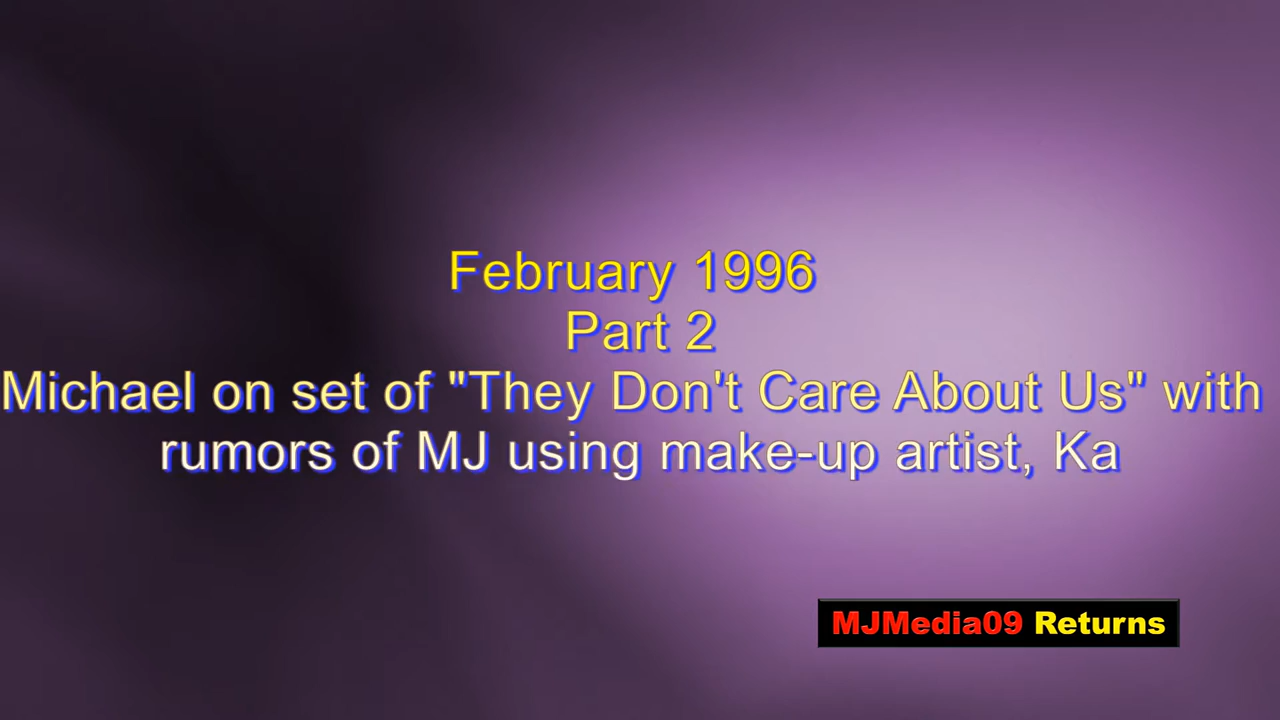 February 1996
Part 2
Michael on set of "They Don't Care About Us" with
rumors of MJ using make-up artist, Ka
MJMedia09 Returns